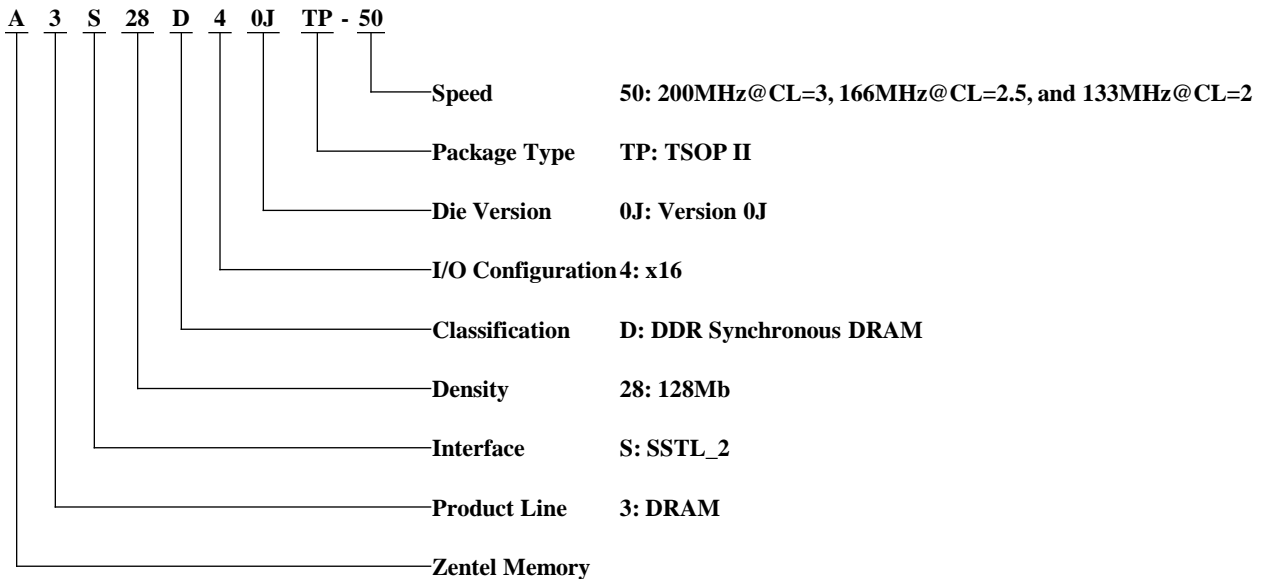 A 3 S 28 D 4 0J TP - 50
Speed 50: 200MHz@CL=3, 166MHz@CL=2.5, and 133MHz@CL=2
Package Type TP: TSOP II
Die Version 0J: Version 0J
I/O Configuration 4: x16
Classification D: DDR Synchronous DRAM
Density 28: 128Mb
Interface S: SSTL_2
Product Line 3: DRAM
Zentel Memory